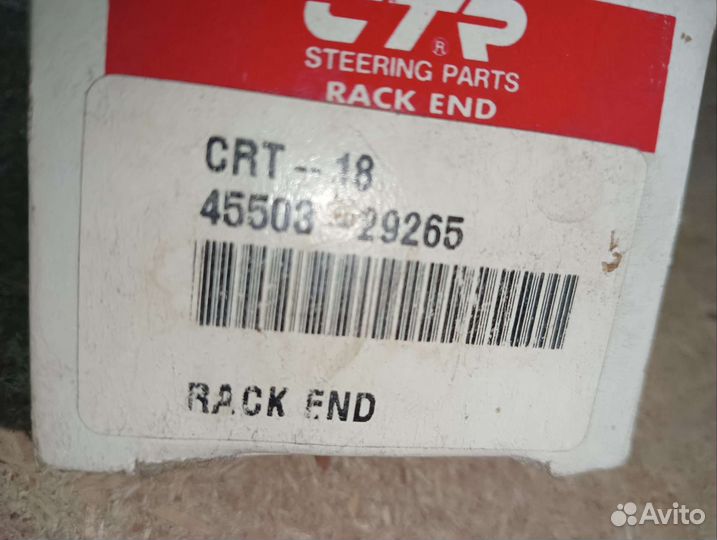 CTR
®
STEERING PARTS
RACK END
CRT -- 18
45503 - 29265
RACK END
Avito